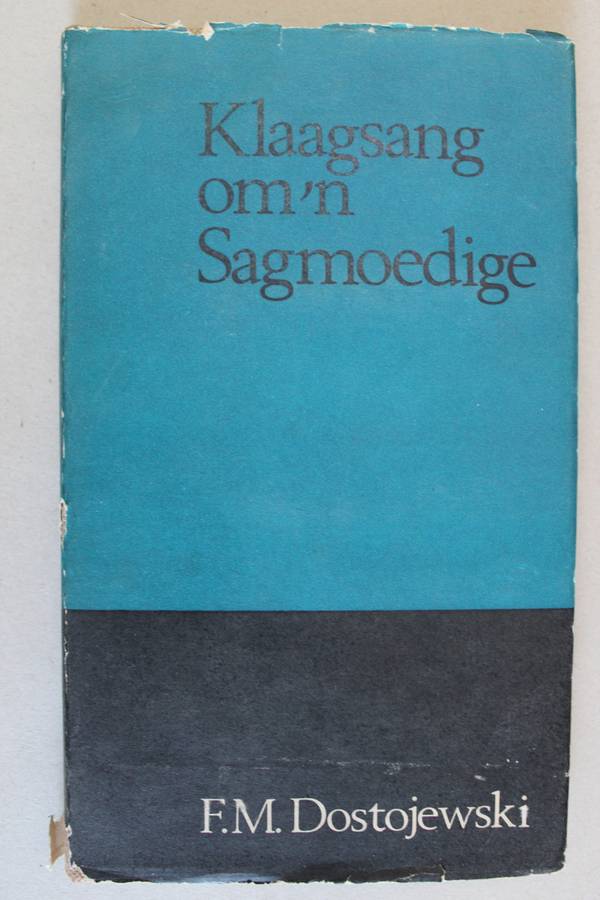 Klaagsang
om 'n
Sagmoedige
F.M. Dostojewski